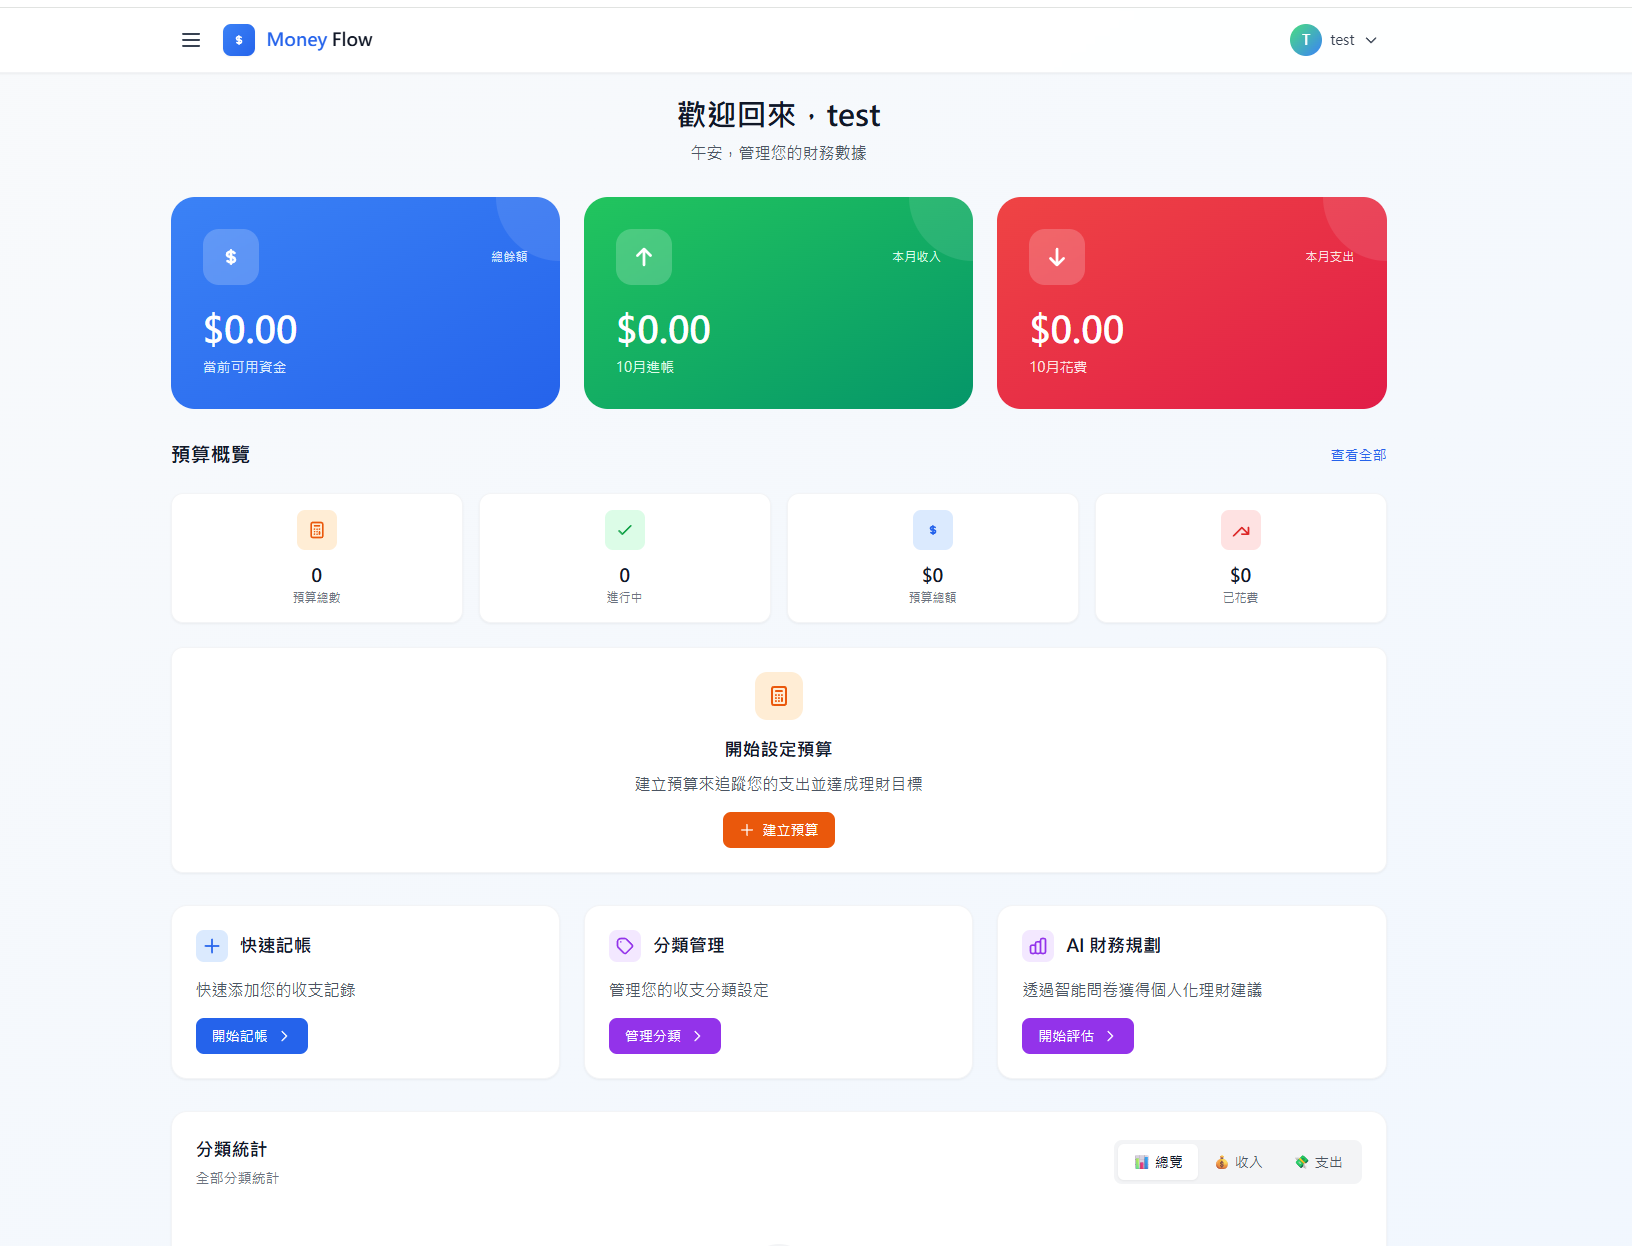 $ Money Flow
T test
歡迎回來，test
午安，管理您的財務數據
$ 總餘額
$0.00
當前可用資金
本月收入
$0.00
10月進帳
本月支出
$0.00
10月花費
預算概覽
查看全部
0
預算總數
0
進行中
$
$0
預算總額
$0
已花費
開始設定預算
建立預算來追蹤您的支出並達成理財目標
建立預算
快速記帳
快速添加您的收支記錄
開始記帳
分類管理
管理您的收支分類設定
管理分類
AI 財務規劃
透過智能問卷獲得個人化理財建議
開始評估
分類統計
全部分類統計
總覽 收入 支出